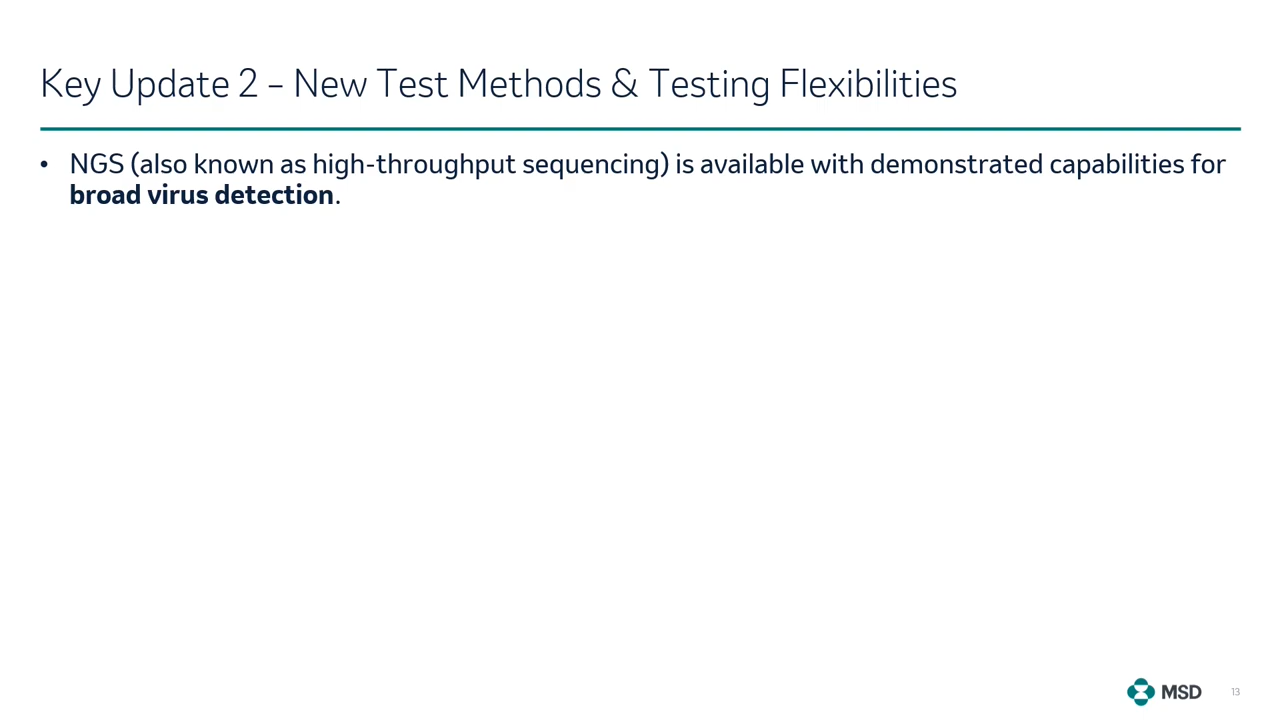 Key Update 2 – New Test Methods & Testing Flexibilities
• NGS (also known as high-throughput sequencing) is available with demonstrated capabilities for
broad virus detection.
MSD 13